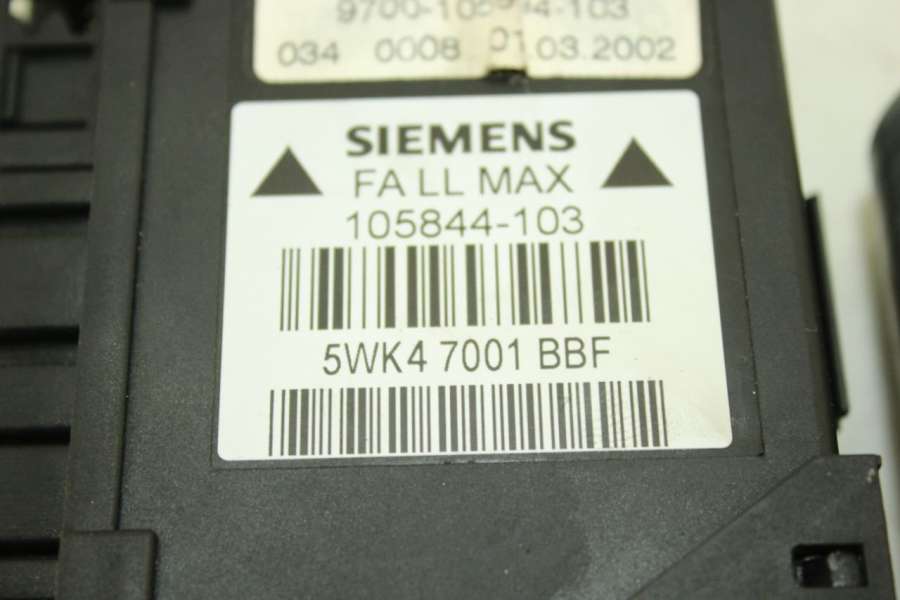 034 0008 01.03.2002
SIEMENS
FA LL MAX
105844-103
5WK4 7001 BBF